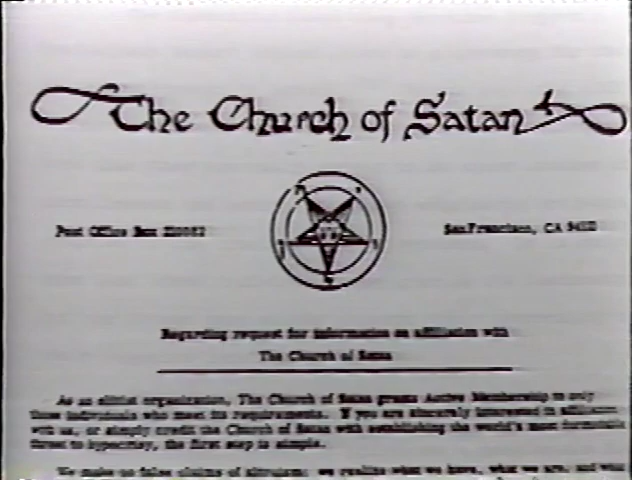 The Church of Satan
Post Office Box
San Francisco, CA
Regarding request for information on affiliation with
The Church of Satan
As an elitist organization, The Church of Satan grants Active Membership to only
those individuals who meet its requirements. If you are sincerely interested in affiliation
with us, or simply credit the Church of Satan with establishing the world's most formidable
threat to hypocrisy, the first step is simple.
We make no false claims of altruism: we realize what we have, what we are, and what